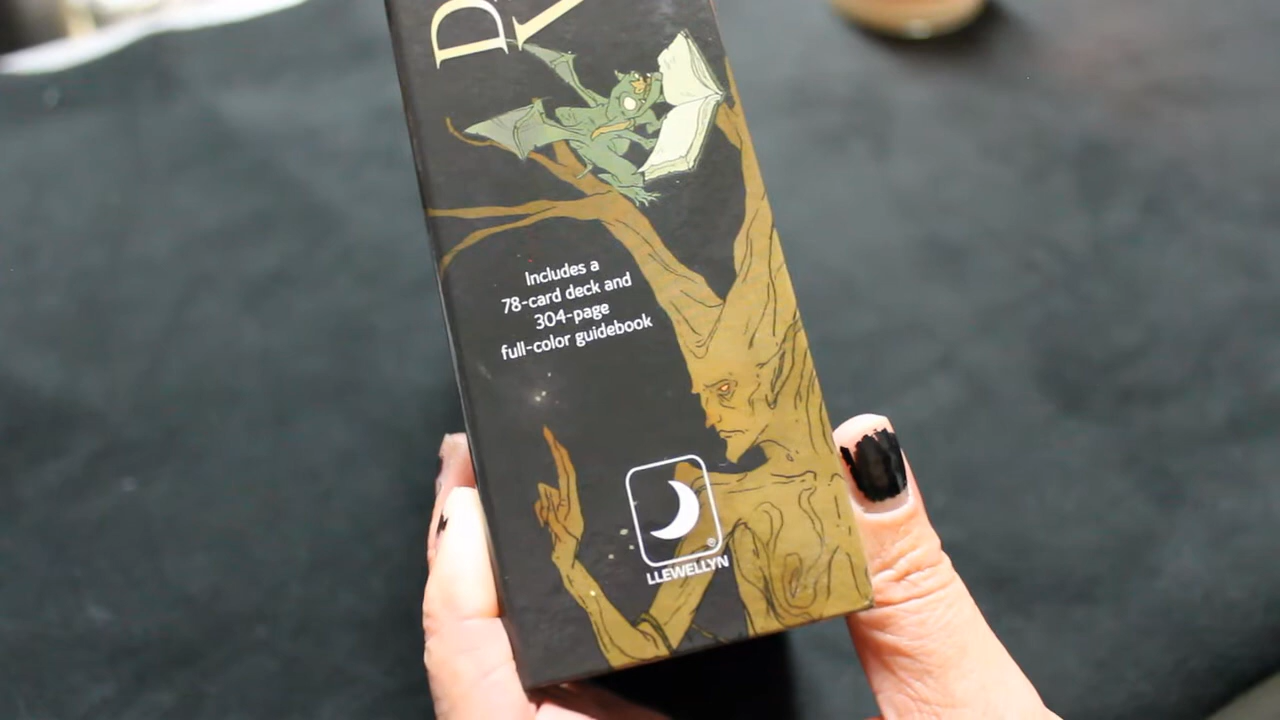 Includes a
78-card deck and
304-page
full-color guidebook
®
LLEWELLYN